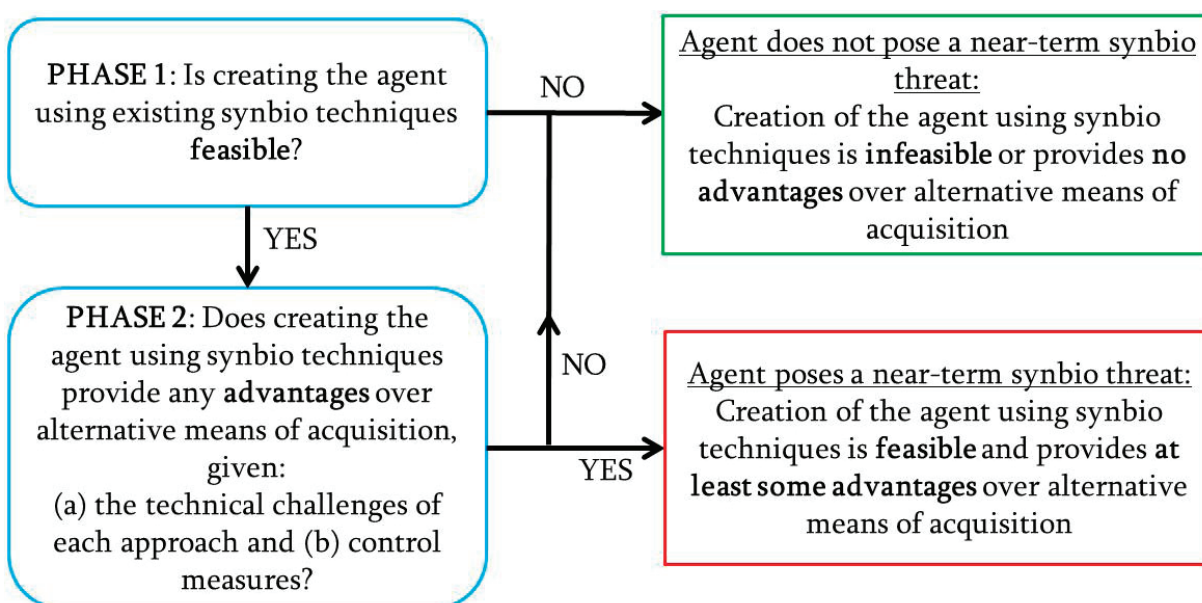 PHASE 1: Is creating the agent
using existing synbio techniques
feasible?
NO
Agent does not pose a near-term synbio
threat:
Creation of the agent using synbio
techniques is infeasible or provides no
advantages over alternative means of
acquisition
YES
PHASE 2: Does creating the
agent using synbio techniques
provide any advantages over
alternative means of acquisition,
given:
(a) the technical challenges of
each approach and (b) control
measures?
NO
YES
Agent poses a near-term synbio threat:
Creation of the agent using synbio
techniques is feasible and provides at
least some advantages over alternative
means of acquisition